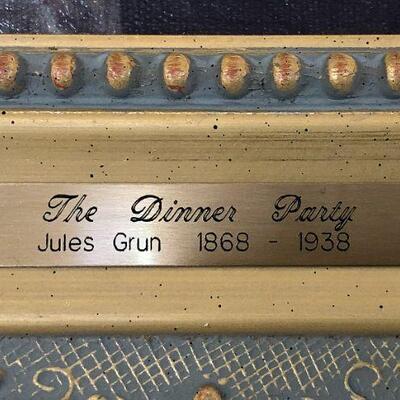 The Dinner Party
Jules Grun 1868 - 1938